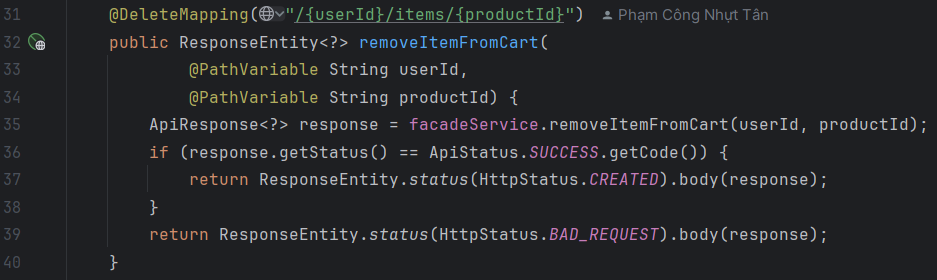 31 @DeleteMapping("/{userId}/items/{productId}") Phạm Công Nhựt Tân
32 public ResponseEntity<?> removeItemFromCart(
33 @PathVariable String userId,
34 @PathVariable String productId) {
35 ApiResponse<?> response = facadeService.removeItemFromCart(userId, productId);
36 if (response.getStatus() == ApiStatus.SUCCESS.getCode()) {
37 return ResponseEntity.status(HttpStatus.CREATED).body(response);
38 }
39 return ResponseEntity.status(HttpStatus.BAD_REQUEST).body(response);
40 }